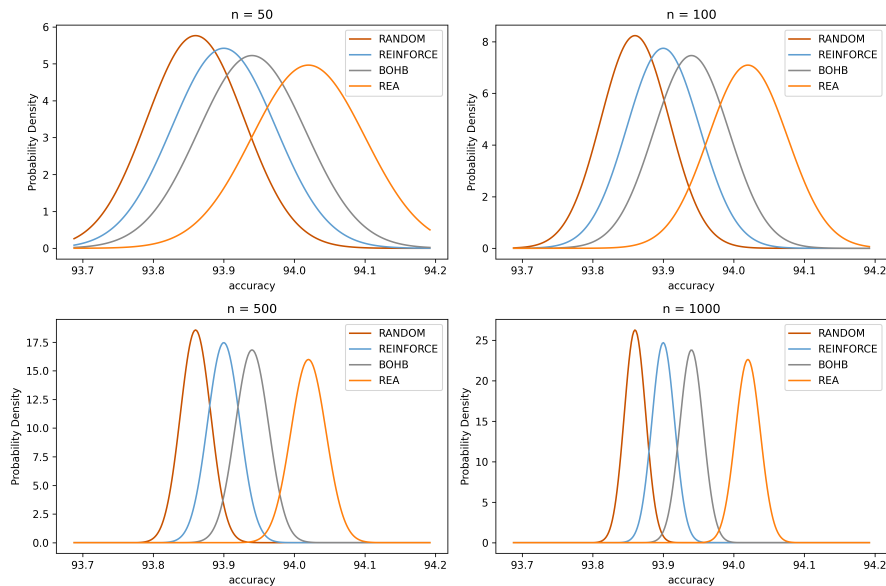 n = 50
Probability Density
6
5
4
3
2
1
0
RANDOM
REINFORCE
BOHB
REA
93.7 93.8 93.9 94.0 94.1 94.2
accuracy
n = 100
Probability Density
8
6
4
2
0
RANDOM
REINFORCE
BOHB
REA
93.7 93.8 93.9 94.0 94.1 94.2
accuracy
n = 500
Probability Density
17.5
15.0
12.5
10.0
7.5
5.0
2.5
0.0
RANDOM
REINFORCE
BOHB
REA
93.7 93.8 93.9 94.0 94.1 94.2
accuracy
n = 1000
Probability Density
25
20
15
10
5
0
RANDOM
REINFORCE
BOHB
REA
93.7 93.8 93.9 94.0 94.1 94.2
accuracy